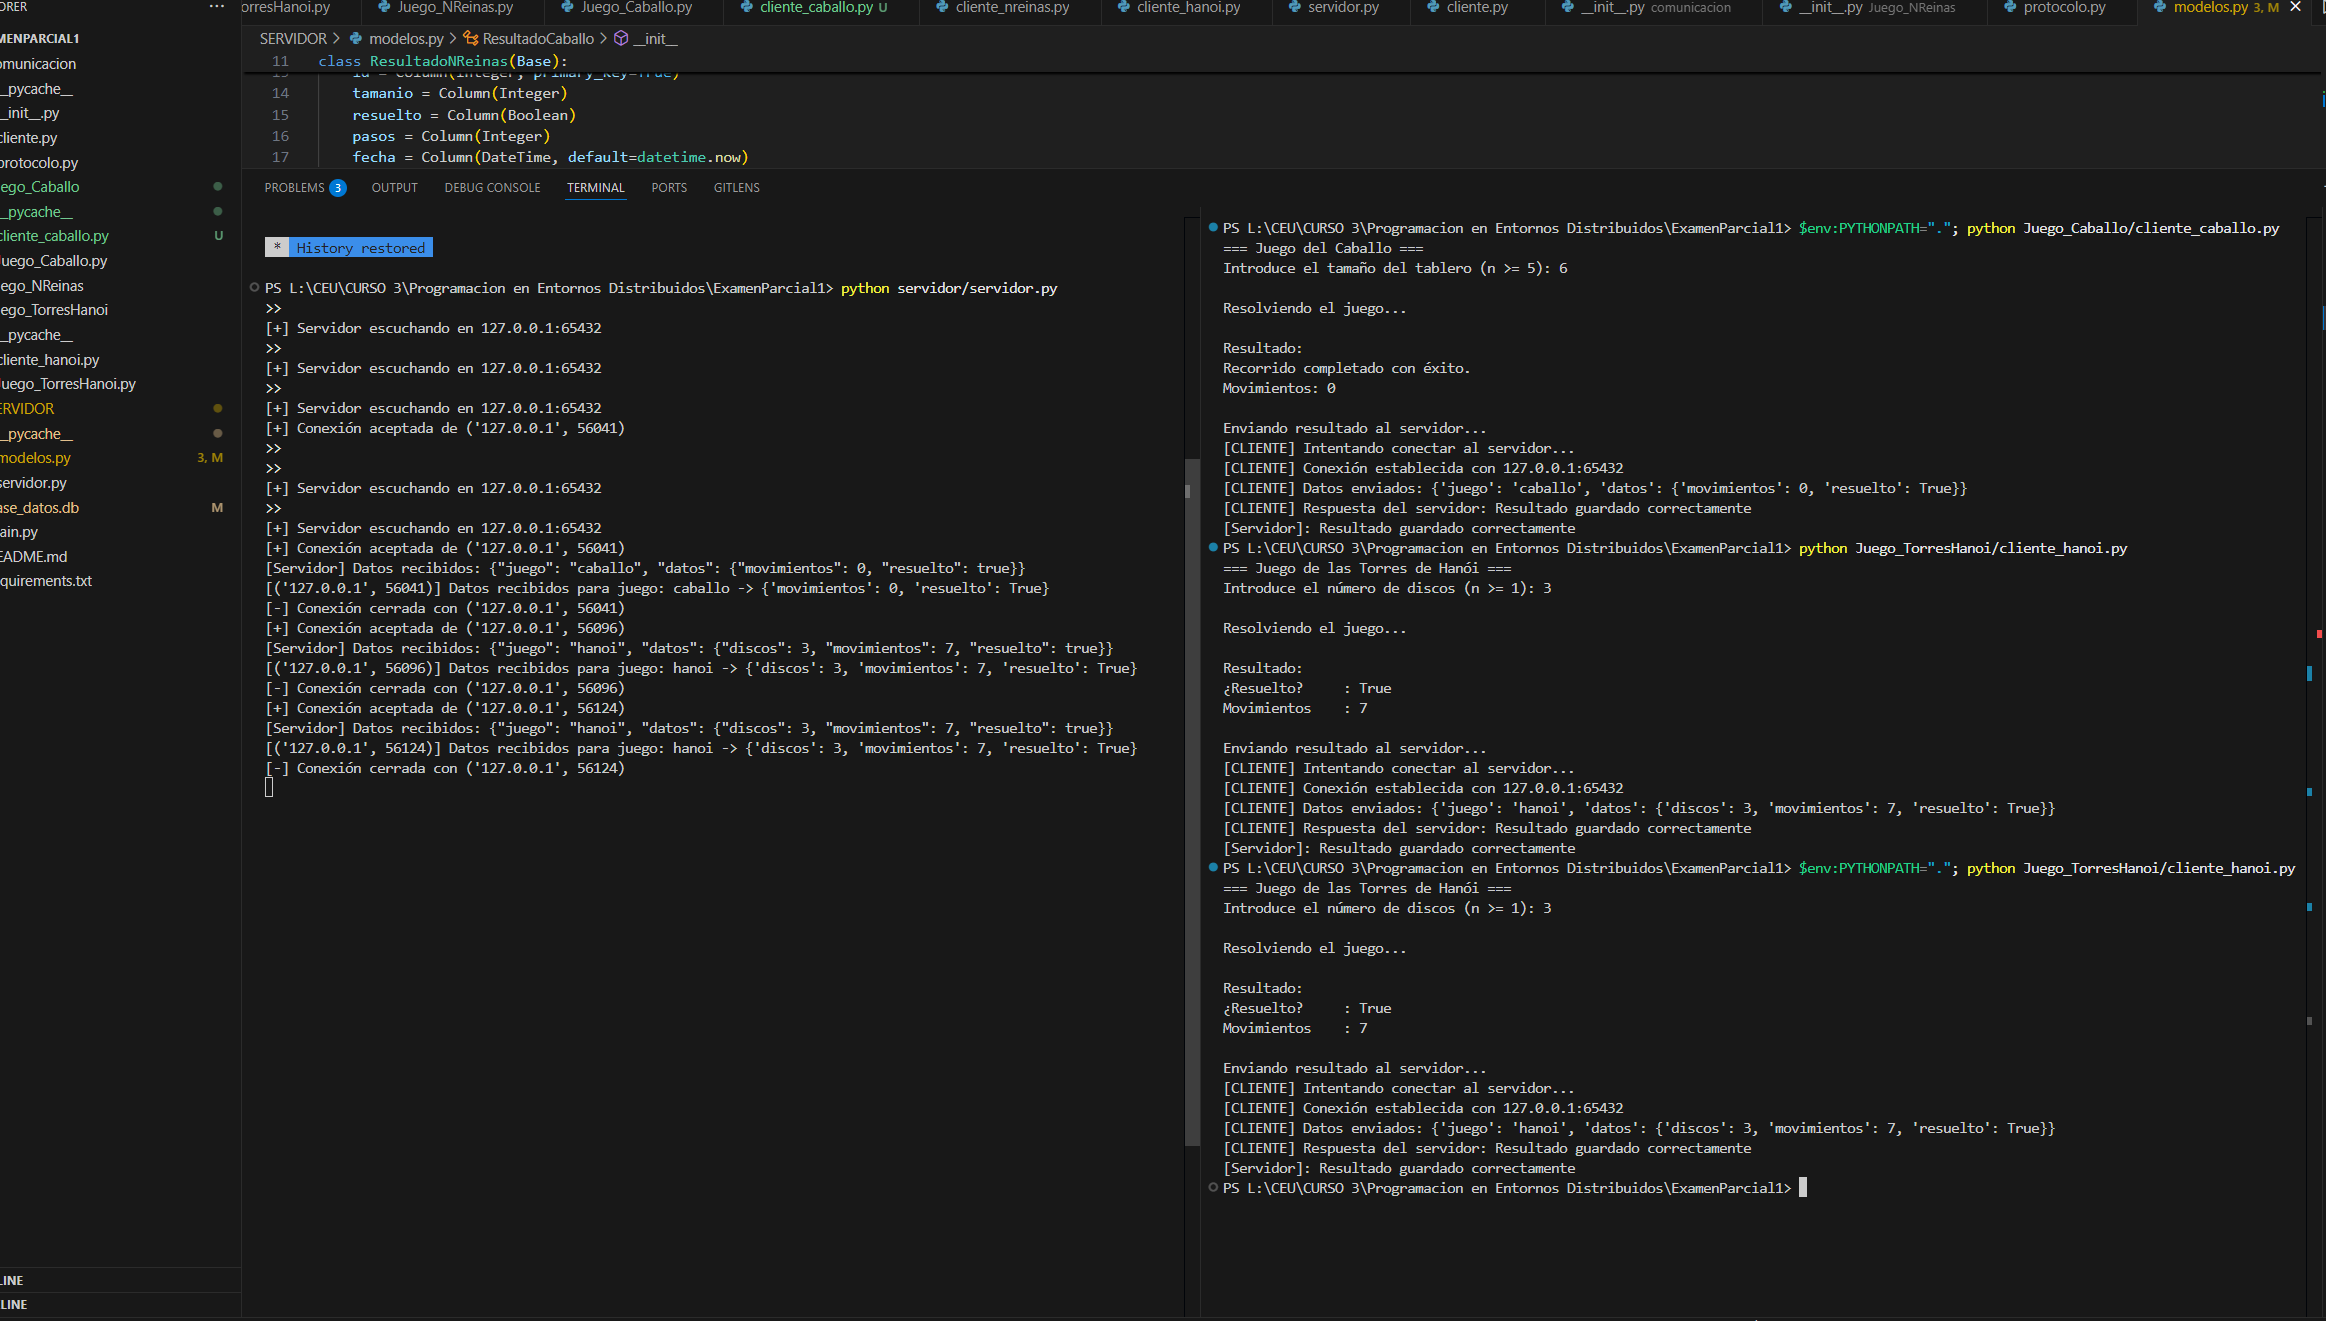 ORER ···
orresHanoi.py Juego_NReinas.py Juego_Caballo.py cliente_caballo.py U cliente_nreinas.py cliente_hanoi.py servidor.py cliente.py __init__.py comunicacion __init__.py Juego_NReinas protocolo.py modelos.py 3, M ×
MENPARCIAL1
omunicacion
__pycache__
__init__.py
cliente.py
protocolo.py
uego_Caballo
__pycache__
cliente_caballo.py U
Juego_Caballo.py
uego_NReinas
uego_TorresHanoi
__pycache__
cliente_hanoi.py
Juego_TorresHanoi.py
ERVIDOR
__pycache__
modelos.py 3, M
servidor.py
ase_datos.db M
ain.py
EADME.md
quirements.txt
LINE
LINE
SERVIDOR > modelos.py > ResultadoCaballo > __init__
11 class ResultadoNReinas(Base):
13 id = Column(Integer, primary_key=True)
14 tamanio = Column(Integer)
15 resuelto = Column(Boolean)
16 pasos = Column(Integer)
17 fecha = Column(DateTime, default=datetime.now)
PROBLEMS 3 OUTPUT DEBUG CONSOLE TERMINAL PORTS GITLENS
* History restored
PS L:\CEU\CURSO 3\Programacion en Entornos Distribuidos\ExamenParcial1> python servidor/servidor.py
>>
[+] Servidor escuchando en 127.0.0.1:65432
>>
[+] Servidor escuchando en 127.0.0.1:65432
>>
[+] Servidor escuchando en 127.0.0.1:65432
[+] Conexión aceptada de ('127.0.0.1', 56041)
>>
>>
[+] Servidor escuchando en 127.0.0.1:65432
>>
[+] Servidor escuchando en 127.0.0.1:65432
[+] Conexión aceptada de ('127.0.0.1', 56041)
[Servidor] Datos recibidos: {"juego": "caballo", "datos": {"movimientos": 0, "resuelto": true}}
[('127.0.0.1', 56041)] Datos recibidos para juego: caballo -> {'movimientos': 0, 'resuelto': True}
[-] Conexión cerrada con ('127.0.0.1', 56041)
[+] Conexión aceptada de ('127.0.0.1', 56096)
[Servidor] Datos recibidos: {"juego": "hanoi", "datos": {"discos": 3, "movimientos": 7, "resuelto": true}}
[('127.0.0.1', 56096)] Datos recibidos para juego: hanoi -> {'discos': 3, 'movimientos': 7, 'resuelto': True}
[-] Conexión cerrada con ('127.0.0.1', 56096)
[+] Conexión aceptada de ('127.0.0.1', 56124)
[Servidor] Datos recibidos: {"juego": "hanoi", "datos": {"discos": 3, "movimientos": 7, "resuelto": true}}
[('127.0.0.1', 56124)] Datos recibidos para juego: hanoi -> {'discos': 3, 'movimientos': 7, 'resuelto': True}
[-] Conexión cerrada con ('127.0.0.1', 56124)
PS L:\CEU\CURSO 3\Programacion en Entornos Distribuidos\ExamenParcial1> $env:PYTHONPATH="."; python Juego_Caballo/cliente_caballo.py
=== Juego del Caballo ===
Introduce el tamaño del tablero (n >= 5): 6
Resolviendo el juego...
Resultado:
Recorrido completado con éxito.
Movimientos: 0
Enviando resultado al servidor...
[CLIENTE] Intentando conectar al servidor...
[CLIENTE] Conexión establecida con 127.0.0.1:65432
[CLIENTE] Datos enviados: {'juego': 'caballo', 'datos': {'movimientos': 0, 'resuelto': True}}
[CLIENTE] Respuesta del servidor: Resultado guardado correctamente
[Servidor]: Resultado guardado correctamente
PS L:\CEU\CURSO 3\Programacion en Entornos Distribuidos\ExamenParcial1> python Juego_TorresHanoi/cliente_hanoi.py
=== Juego de las Torres de Hanói ===
Introduce el número de discos (n >= 1): 3
Resolviendo el juego...
Resultado:
¿Resuelto? : True
Movimientos : 7
Enviando resultado al servidor...
[CLIENTE] Intentando conectar al servidor...
[CLIENTE] Conexión establecida con 127.0.0.1:65432
[CLIENTE] Datos enviados: {'juego': 'hanoi', 'datos': {'discos': 3, 'movimientos': 7, 'resuelto': True}}
[CLIENTE] Respuesta del servidor: Resultado guardado correctamente
[Servidor]: Resultado guardado correctamente
PS L:\CEU\CURSO 3\Programacion en Entornos Distribuidos\ExamenParcial1> $env:PYTHONPATH="."; python Juego_TorresHanoi/cliente_hanoi.py
=== Juego de las Torres de Hanói ===
Introduce el número de discos (n >= 1): 3
Resolviendo el juego...
Resultado:
¿Resuelto? : True
Movimientos : 7
Enviando resultado al servidor...
[CLIENTE] Intentando conectar al servidor...
[CLIENTE] Conexión establecida con 127.0.0.1:65432
[CLIENTE] Datos enviados: {'juego': 'hanoi', 'datos': {'discos': 3, 'movimientos': 7, 'resuelto': True}}
[CLIENTE] Respuesta del servidor: Resultado guardado correctamente
[Servidor]: Resultado guardado correctamente
PS L:\CEU\CURSO 3\Programacion en Entornos Distribuidos\ExamenParcial1>